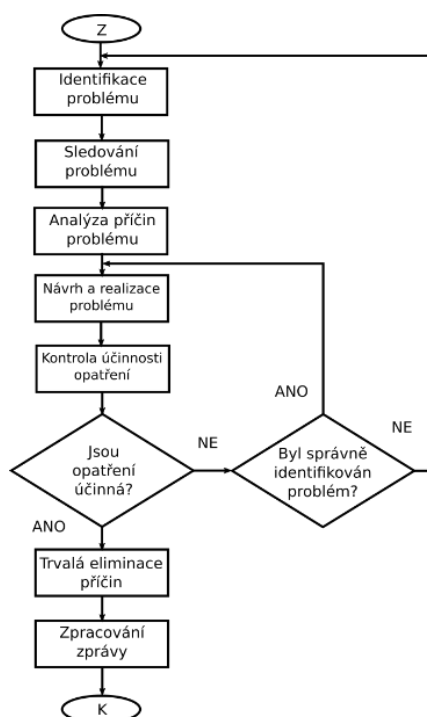 Z
Identifikace
problému
Sledování
problému
Analýza příčin
problému
Návrh a realizace
problému
Kontrola účinnosti
opatření
ANO
Jsou
opatření
účinná?
NE
Byl správně
identifikován
problém?
NE
ANO
Trvalá eliminace
příčin
Zpracování
zprávy
K